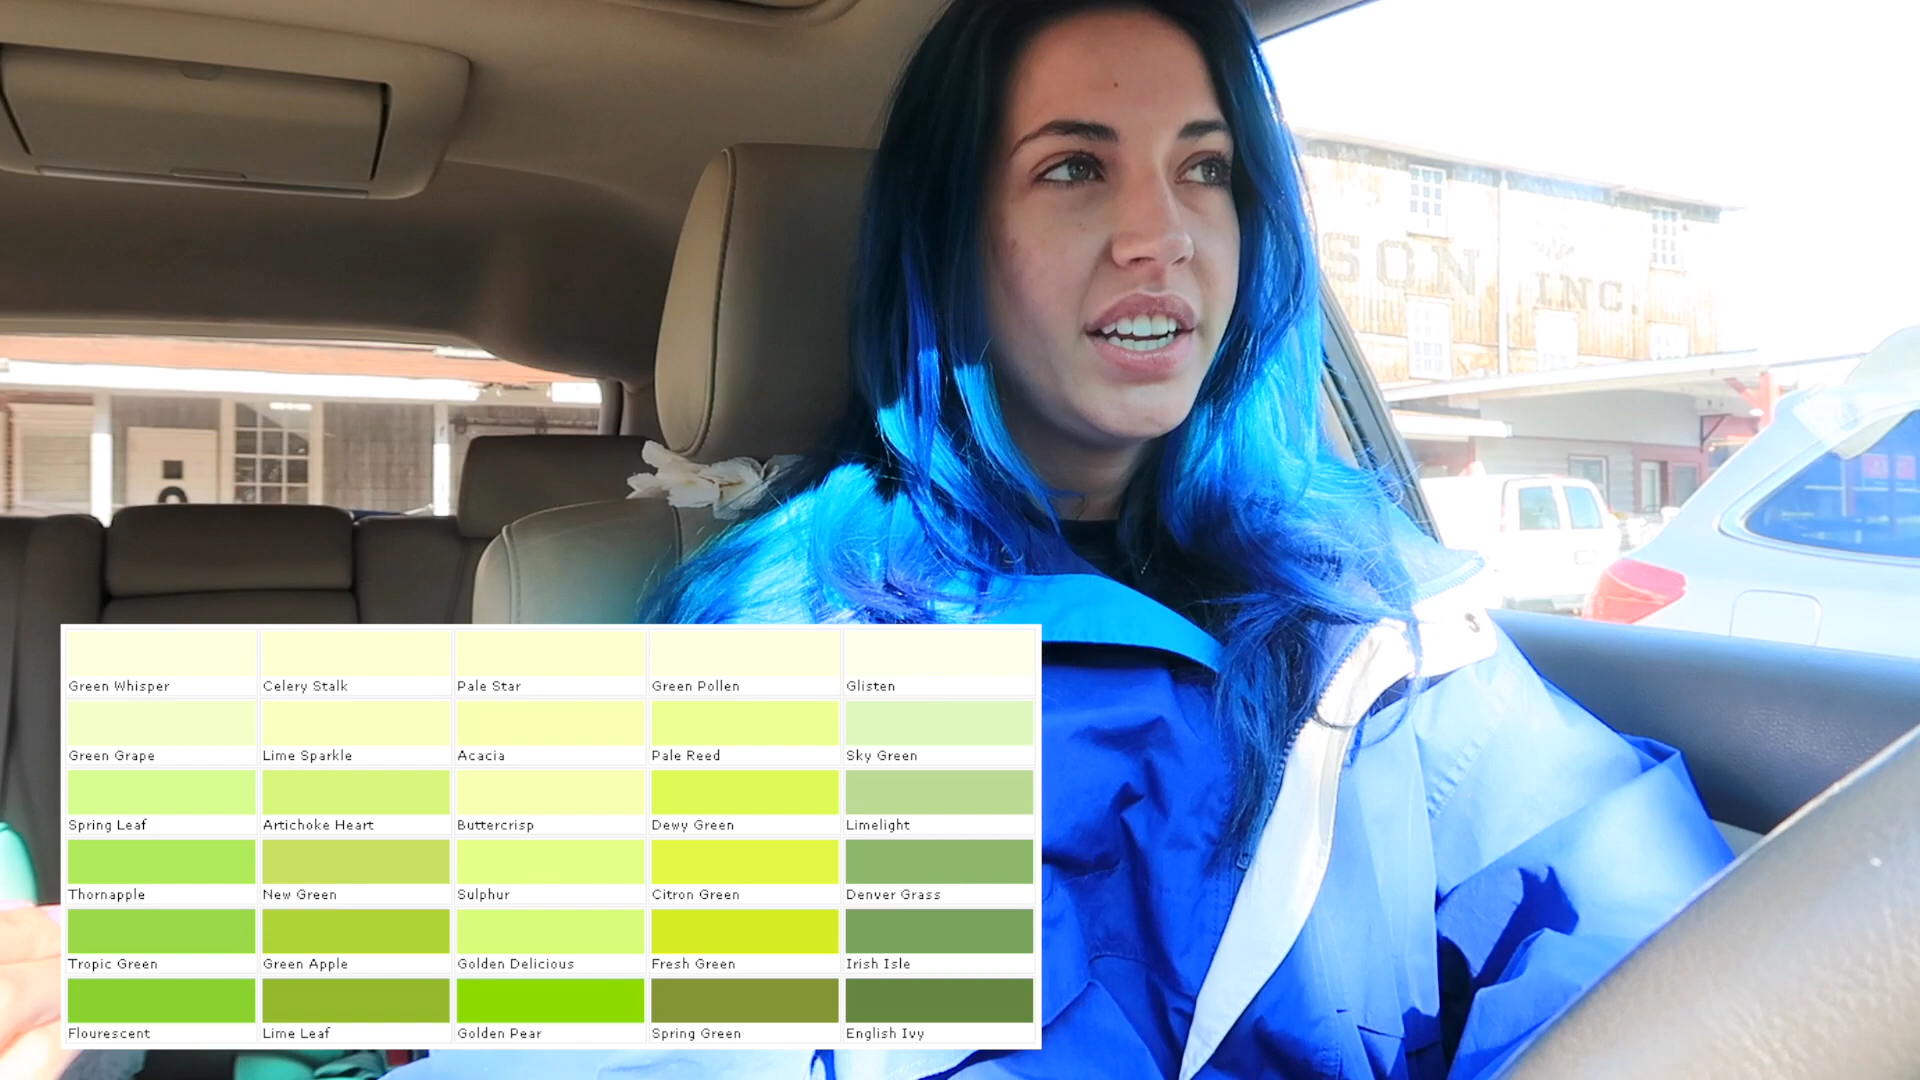 SON INC.
Green Whisper Celery Stalk Pale Star Green Pollen Glisten
Green Grape Lime Sparkle Acacia Pale Reed Sky Green
Spring Leaf Artichoke Heart Buttercrisp Dewy Green Limelight
Thornapple New Green Sulphur Citron Green Denver Grass
Tropic Green Green Apple Golden Delicious Fresh Green Irish Isle
Flourescent Lime Leaf Golden Pear Spring Green English Ivy